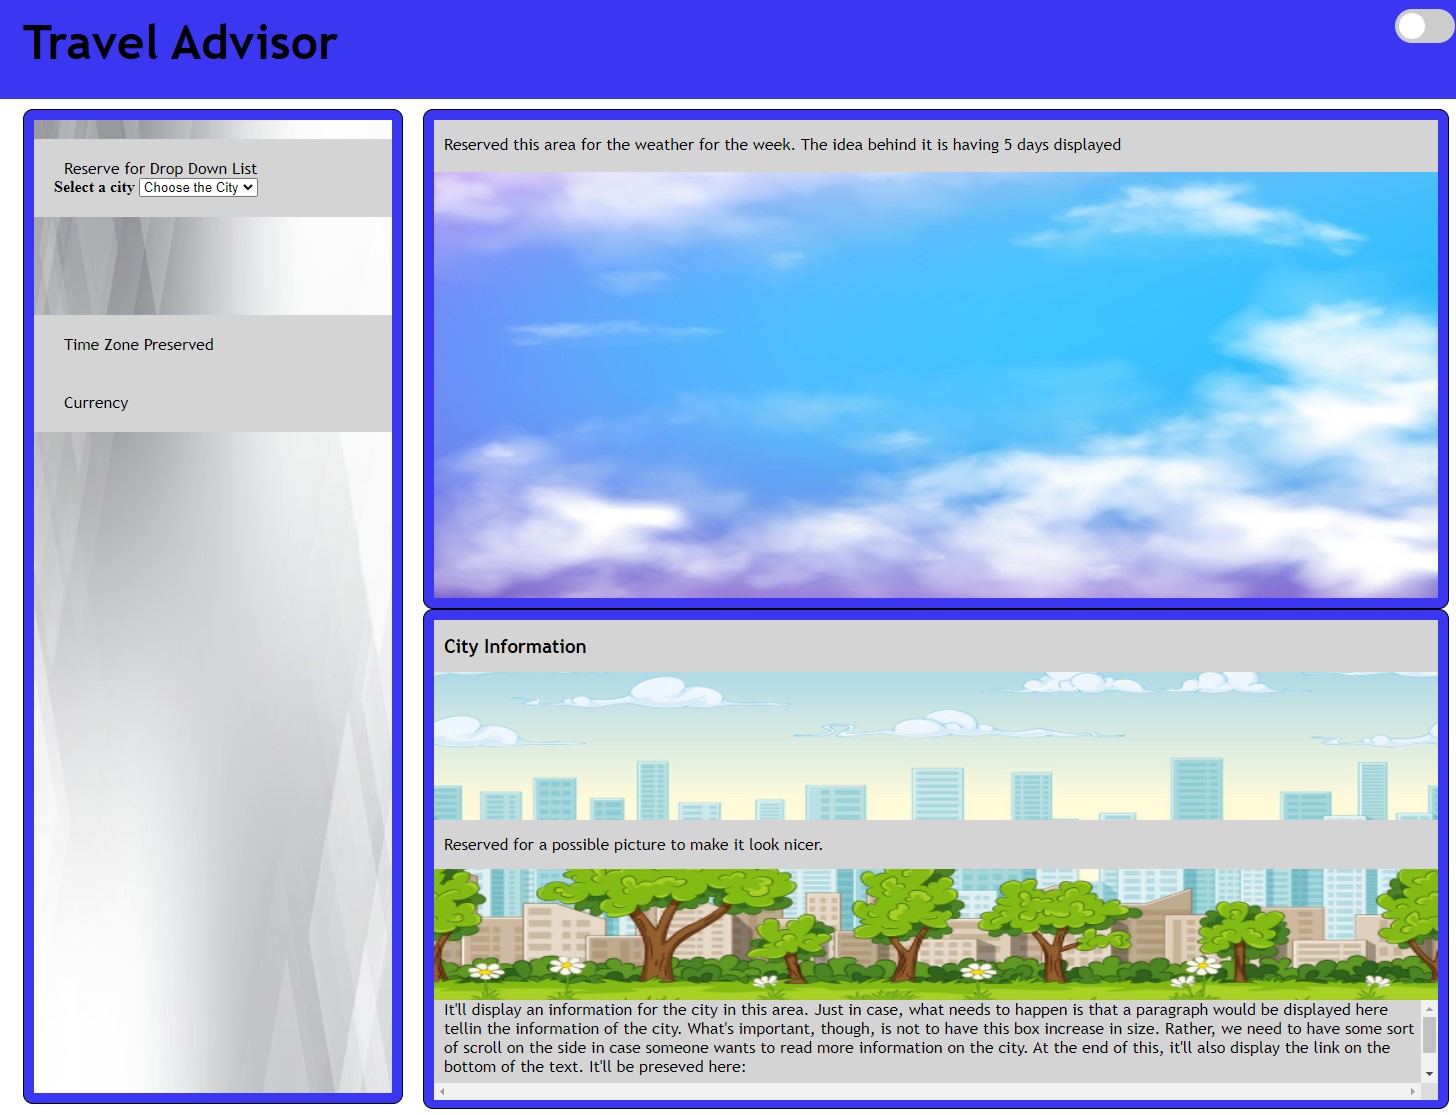 Travel Advisor
Reserve for Drop Down List
Select a city Choose the City
Time Zone Preserved
Currency
Reserved this area for the weather for the week. The idea behind it is having 5 days displayed
City Information
Reserved for a possible picture to make it look nicer.
It'll display an information for the city in this area. Just in case, what needs to happen is that a paragraph would be displayed here
tellin the information of the city. What's important, though, is not to have this box increase in size. Rather, we need to have some sort
of scroll on the side in case someone wants to read more information on the city. At the end of this, it'll also display the link on the
bottom of the text. It'll be preseved here: